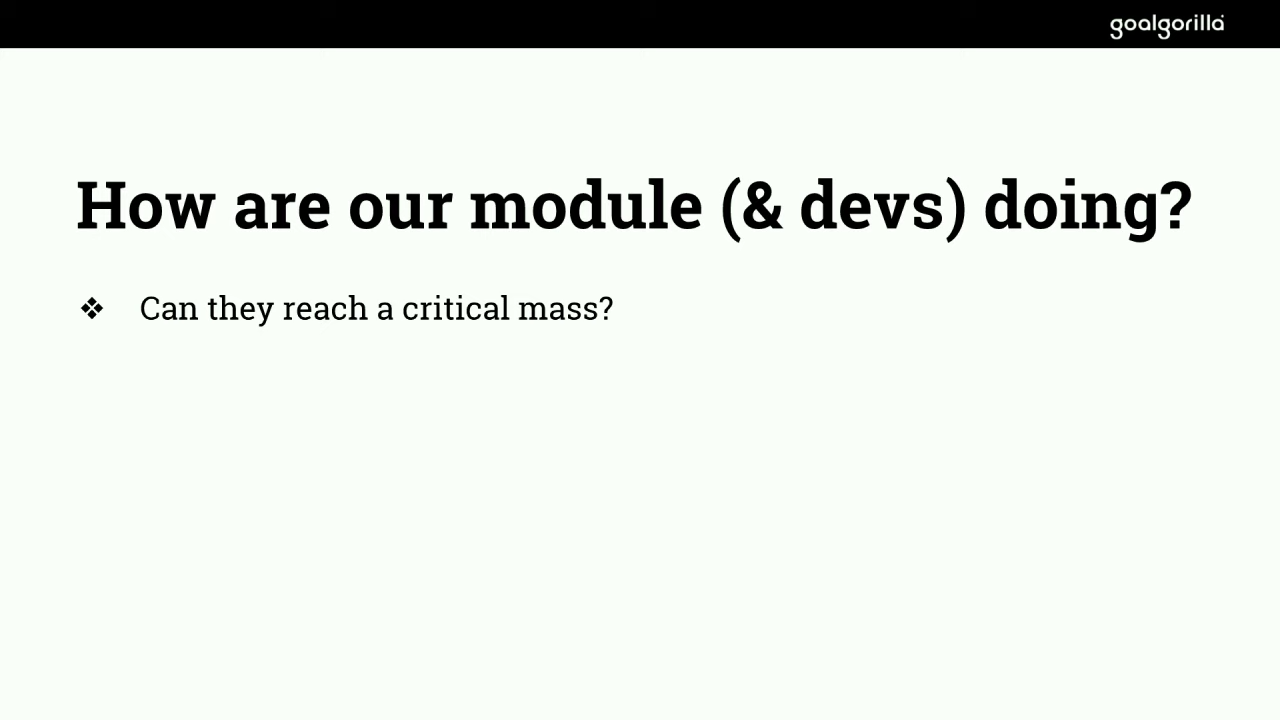 goalgorilla
How are our module (& devs) doing?
❖ Can they reach a critical mass?